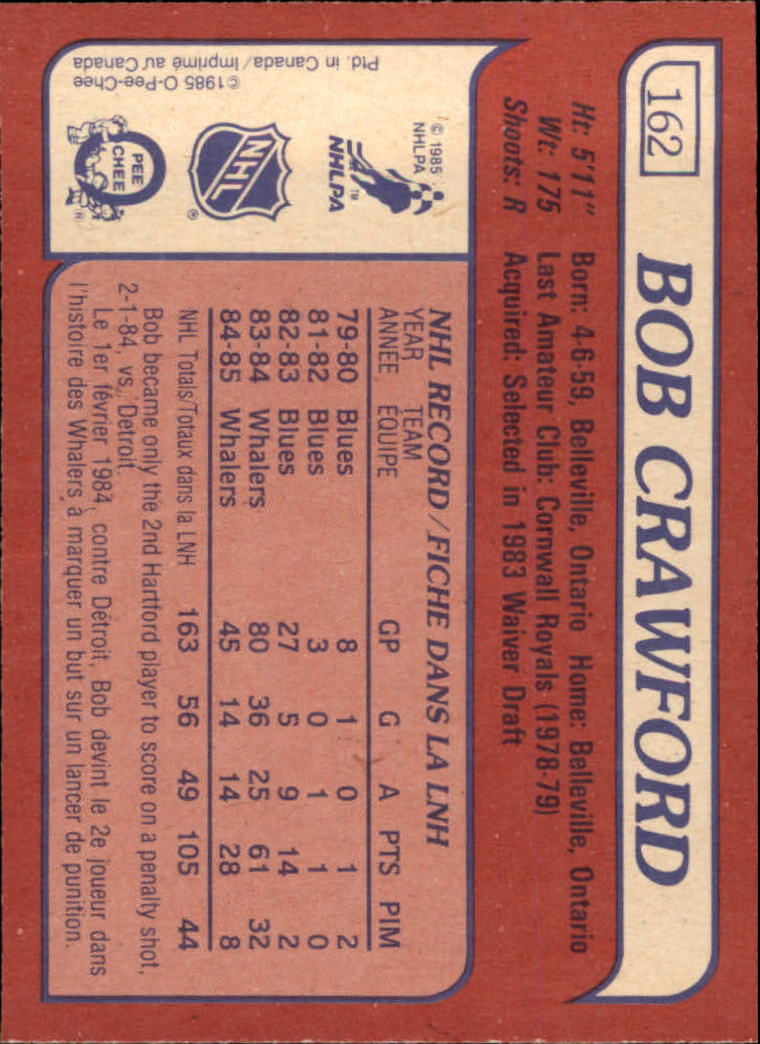 162
BOB CRAWFORD
Ht: 5'11" Born: 4-6-59, Belleville, Ontario Home: Belleville, Ontario
Wt: 175 Last Amateur Club: Cornwall Royals (1978-79)
Shoots: R Acquired: Selected in 1983 Waiver Draft
© 1985
NHLPA
NHLPA
TM
NHL
®
PEE
CHEE
®
©1985 O-Pee-Chee
Ptd. in Canada/Imprimé au Canada
NHL RECORD/FICHE DANS LA LNH
YEAR TEAM
ANNÉE ÉQUIPE GP G A PTS PIM
79-80 Blues 8 1 0 1 2
81-82 Blues 3 0 1 1 0
82-83 Blues 27 5 9 14 2
83-84 Whalers 80 36 25 61 32
84-85 Whalers 45 14 14 28 8
NHL Totals/Totaux dans la LNH 163 56 49 105 44
Bob became only the 2nd Hartford player to score on a penalty shot,
2-1-84, vs. Detroit.
Le 1er février 1984, contre Détroit, Bob devint le 2e joueur dans
l'histoire des Whalers à marquer un but sur un lancer de punition.